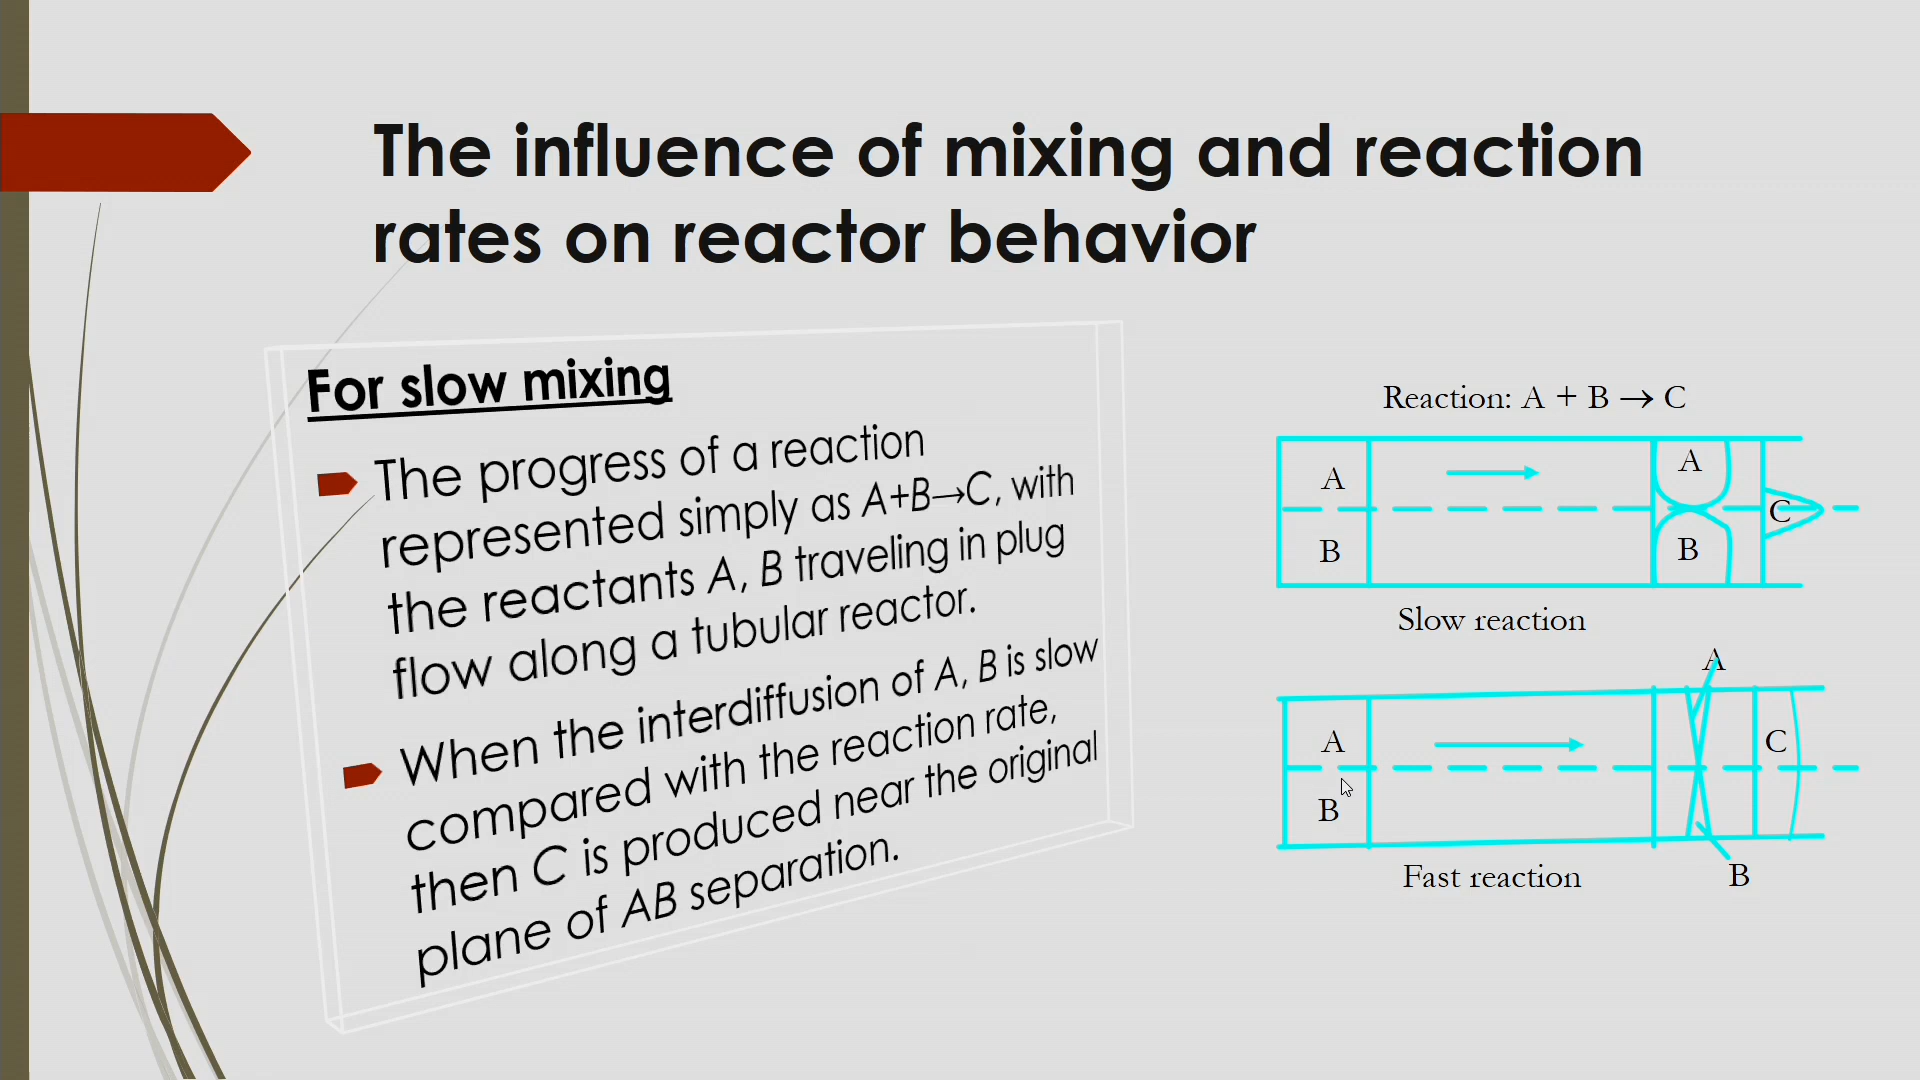 The influence of mixing and reaction
rates on reactor behavior
For slow mixing
The progress of a reaction
represented simply as A+B→C, with
the reactants A, B traveling in plug
flow along a tubular reactor.
When the interdiffusion of A, B is slow
compared with the reaction rate,
then C is produced near the original
plane of AB separation.
Reaction: A + B → C
A
A
C
B
B
Slow reaction
A
A
C
B
Fast reaction
B